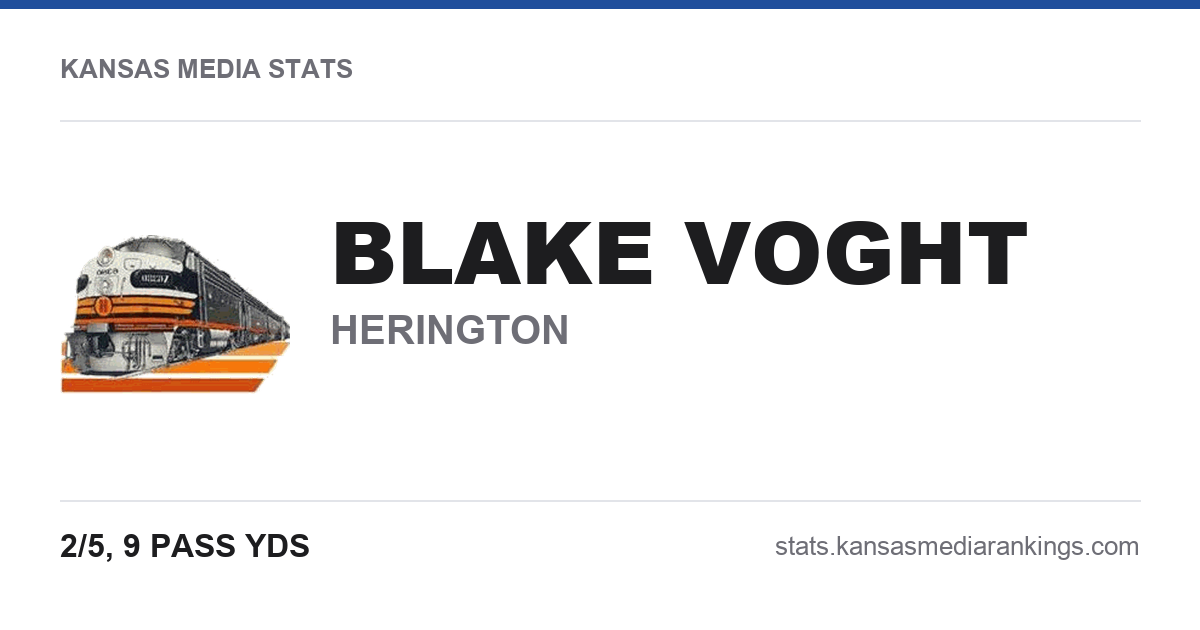 KANSAS MEDIA STATS
BLAKE VOGHT
HERINGTON
H
2/5, 9 PASS YDS
stats.kansasmediarankings.com